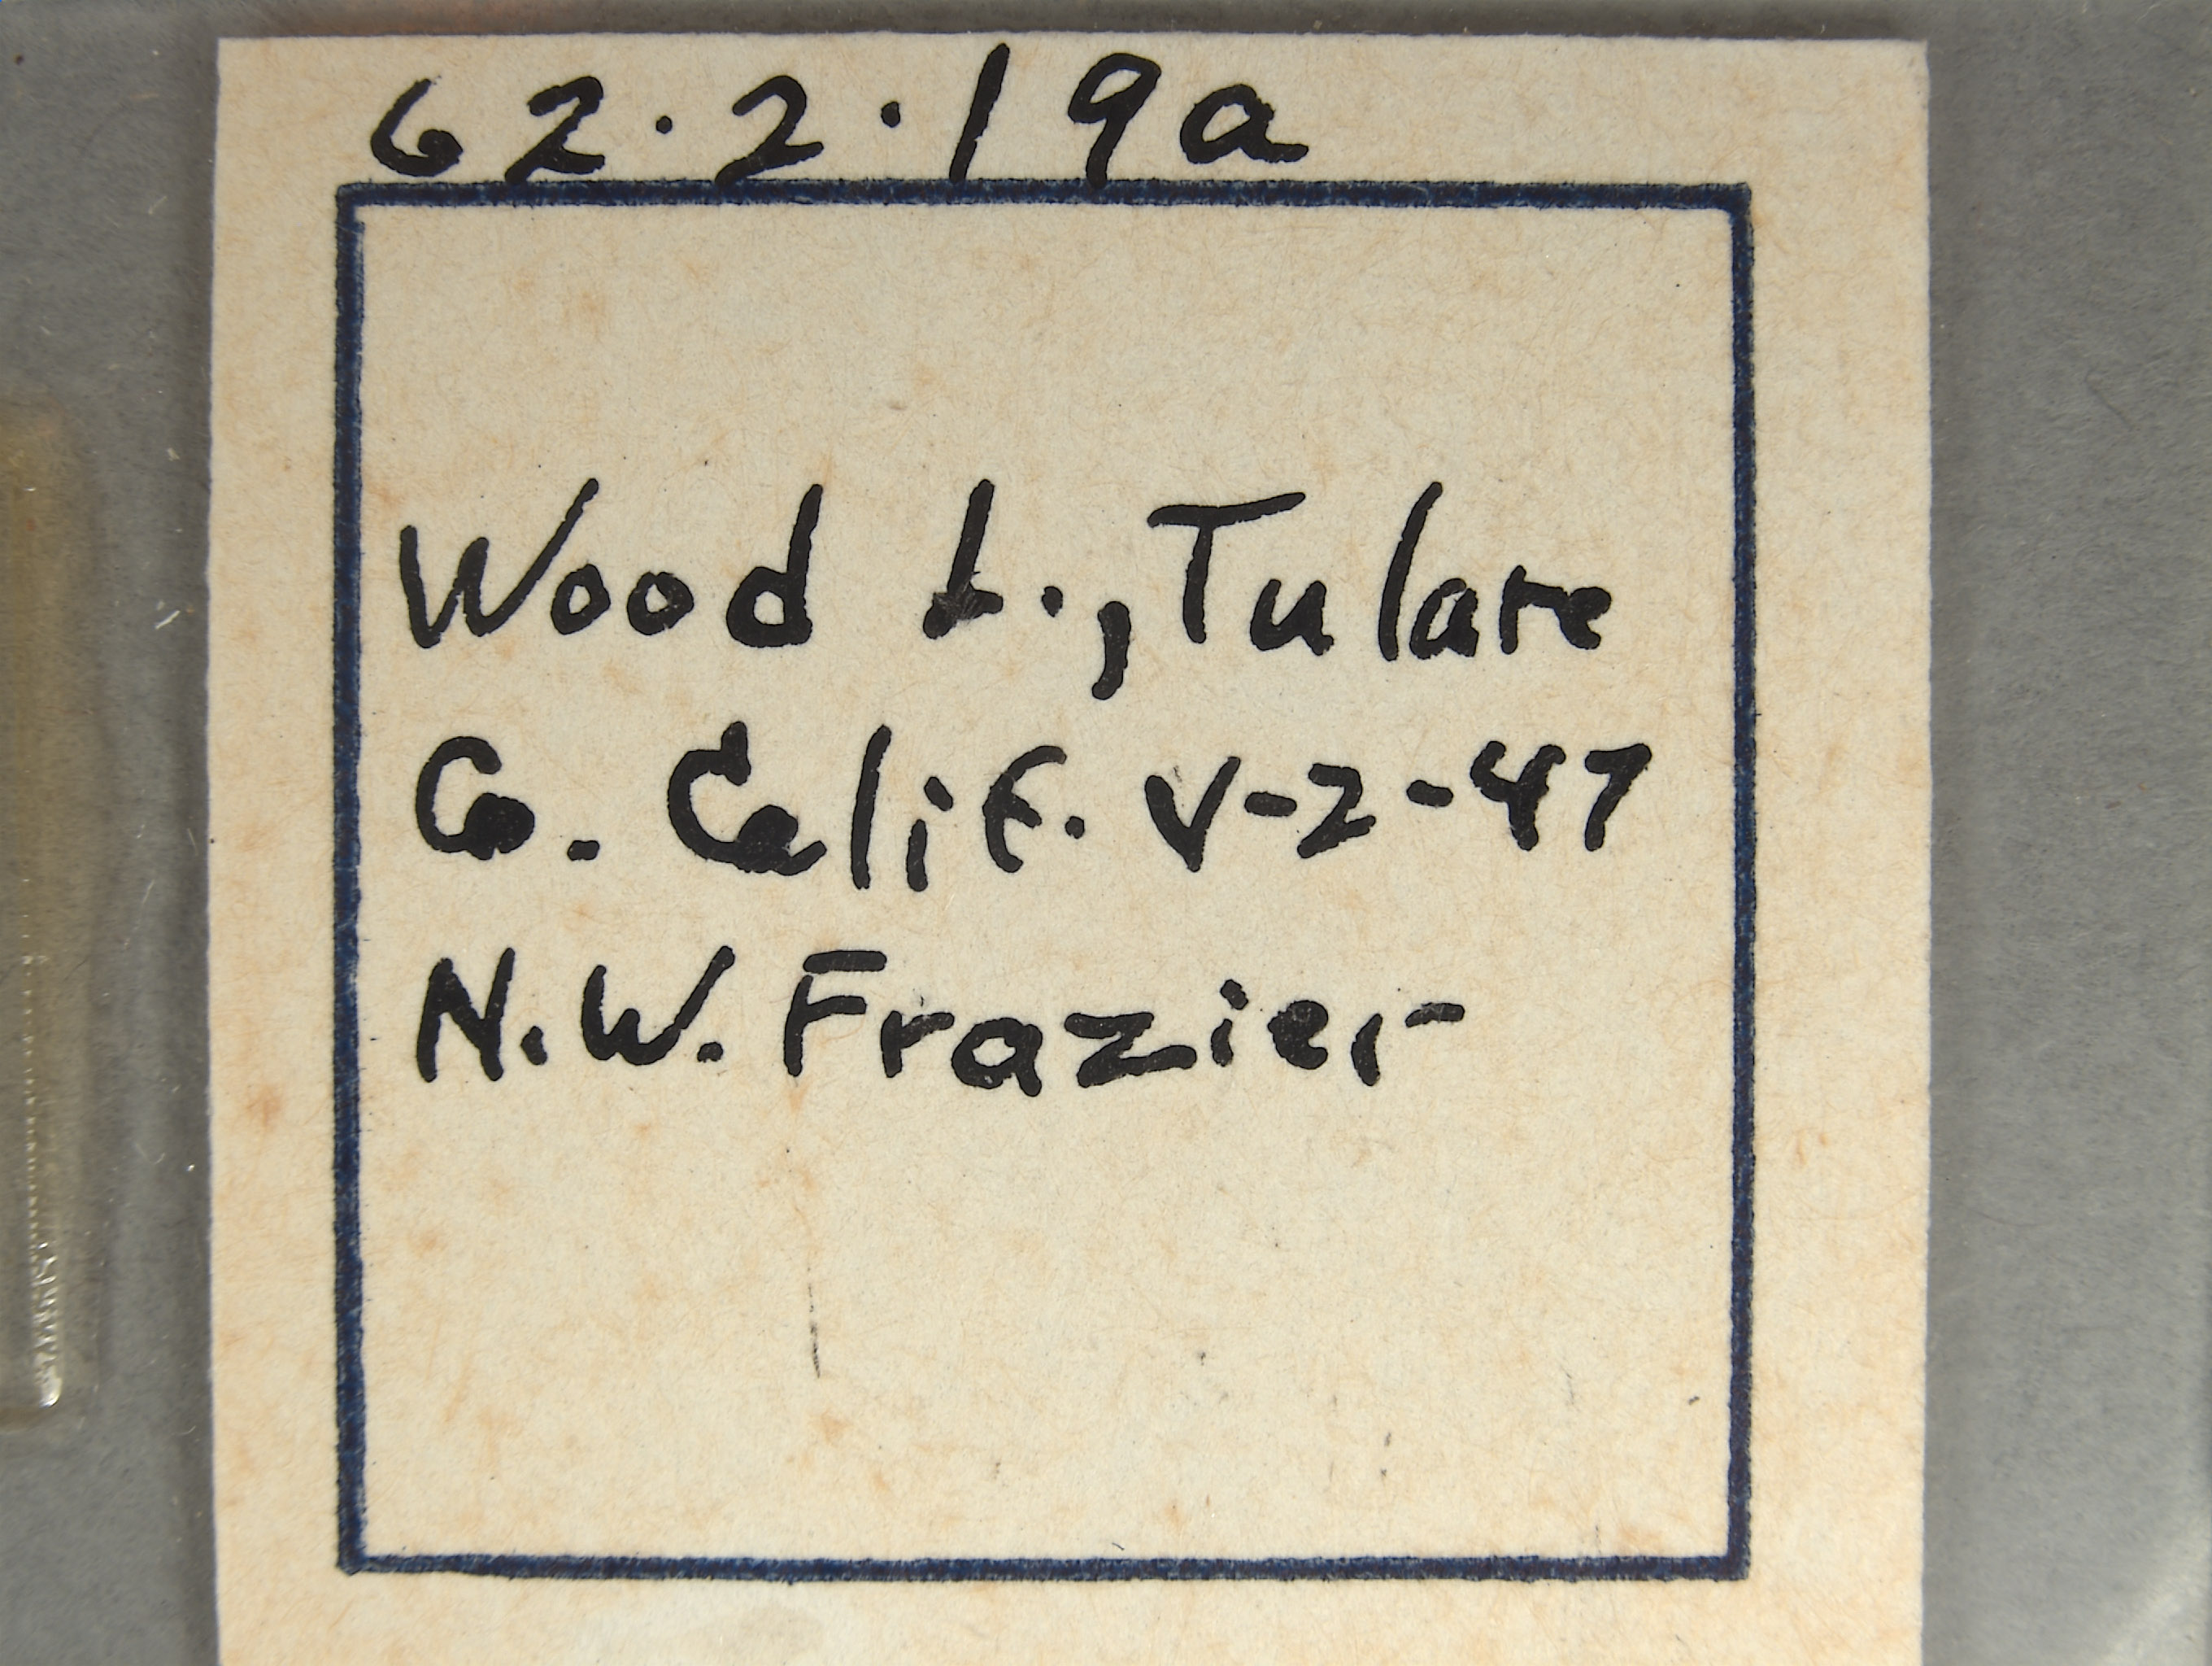 62.2.19a
Wood L., Tulare
Co. Calif. V-2-47
N.W. Frazier